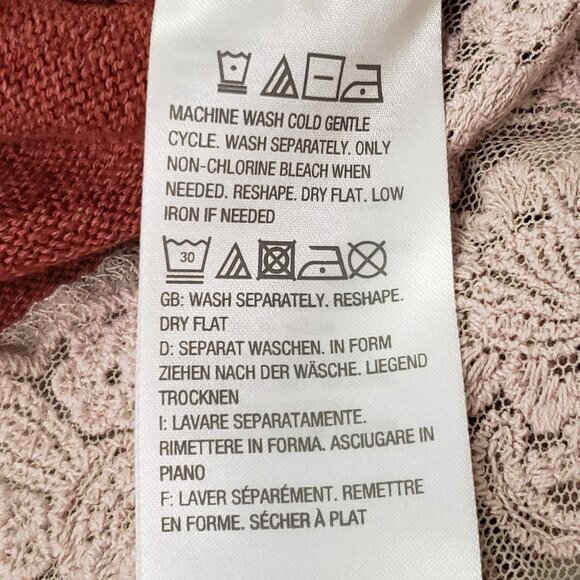 MACHINE WASH COLD GENTLE
CYCLE. WASH SEPARATELY. ONLY
NON-CHLORINE BLEACH WHEN
NEEDED. RESHAPE. DRY FLAT. LOW
IRON IF NEEDED
30
GB: WASH SEPARATELY. RESHAPE.
DRY FLAT
D: SEPARAT WASCHEN. IN FORM
ZIEHEN NACH DER WÄSCHE. LIEGEND
TROCKNEN
I: LAVARE SEPARATAMENTE.
RIMETTERE IN FORMA. ASCIUGARE IN
PIANO
F: LAVER SÉPARÉMENT. REMETTRE
EN FORME. SÉCHER À PLAT